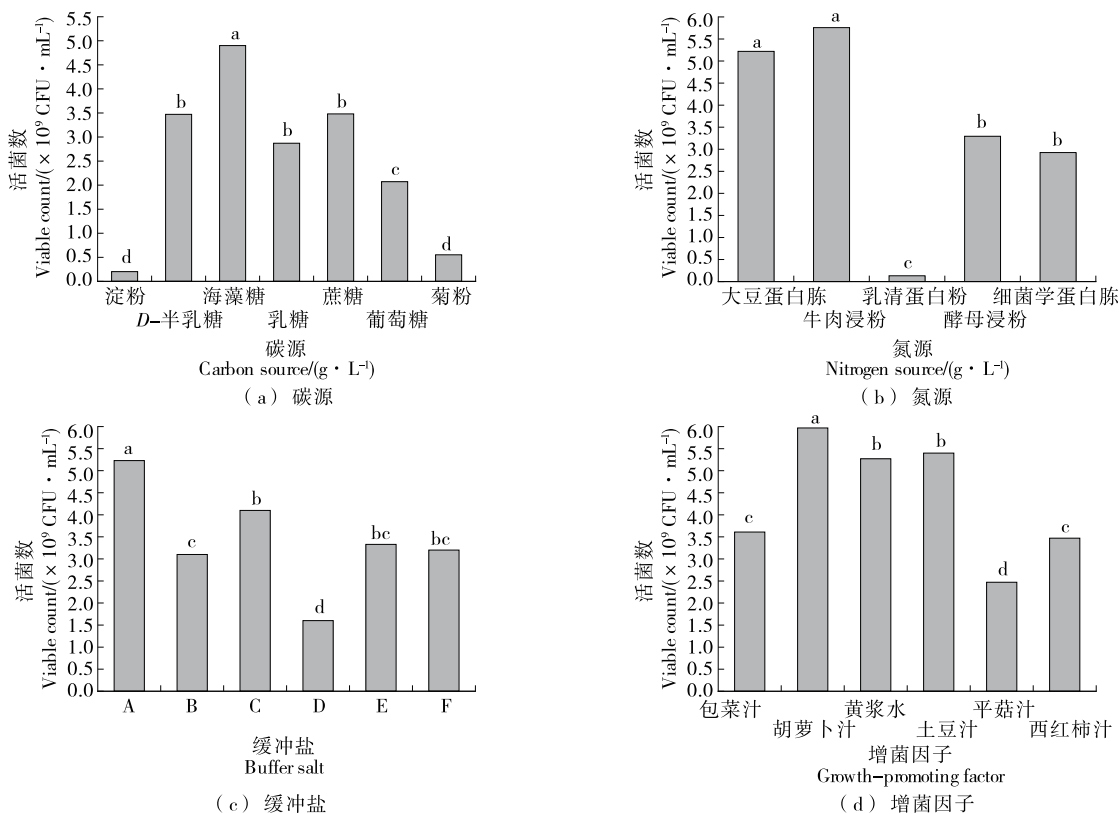 活菌数
Viable count/(× 10⁹ CFU · mL⁻¹)
5.5
5.0
4.5
4.0
3.5
3.0
2.5
2.0
1.5
1.0
0.5
0.0
d
b
a
b
b
c
d
淀粉
D-半乳糖
海藻糖
乳糖
蔗糖
葡萄糖
菊粉
碳源
Carbon source/(g · L⁻¹)
（a）碳源
活菌数
Viable count/(× 10⁹ CFU · mL⁻¹)
6.0
5.5
5.0
4.5
4.0
3.5
3.0
2.5
2.0
1.5
1.0
0.5
0.0
a
a
c
b
b
大豆蛋白胨
牛肉浸粉
乳清蛋白粉
酵母浸粉
细菌学蛋白胨
氮源
Nitrogen source/(g · L⁻¹)
（b）氮源
活菌数
Viable count/(× 10⁹ CFU · mL⁻¹)
6.0
5.5
5.0
4.5
4.0
3.5
3.0
2.5
2.0
1.5
1.0
0.5
0.0
a
c
b
d
bc
bc
A
B
C
D
E
F
缓冲盐
Buffer salt
（c）缓冲盐
活菌数
Viable count/(× 10⁹ CFU · mL⁻¹)
6.0
5.5
5.0
4.5
4.0
3.5
3.0
2.5
2.0
1.5
1.0
0.5
0.0
c
a
b
b
d
c
包菜汁
胡萝卜汁
黄浆水
土豆汁
平菇汁
西红柿汁
增菌因子
Growth-promoting factor
（d）增菌因子